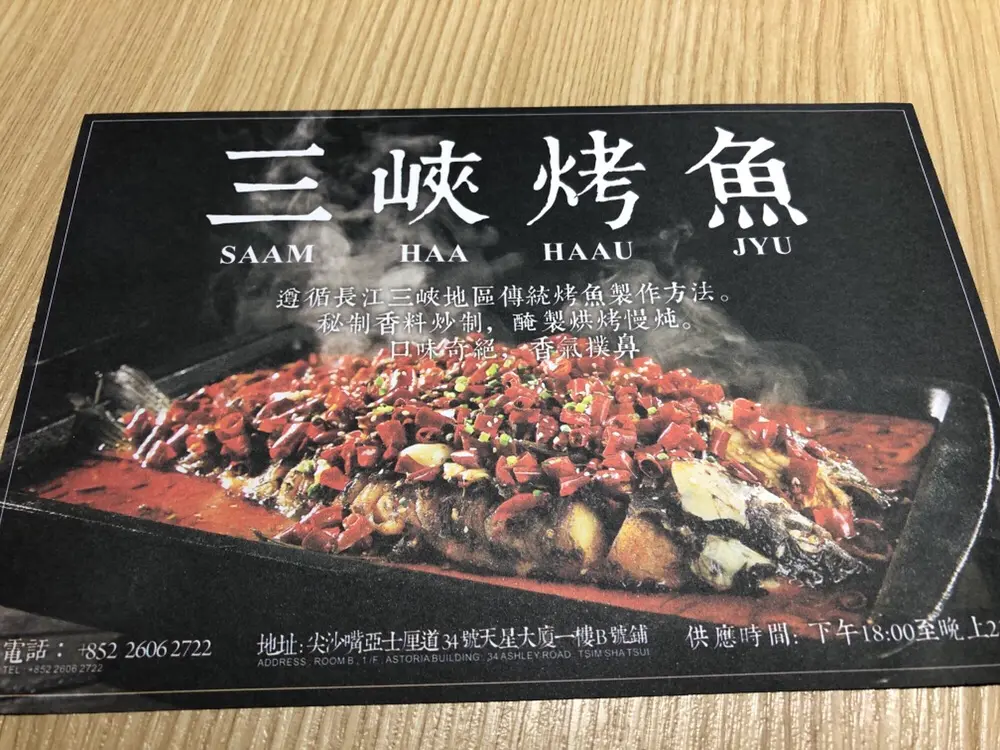 三峽烤魚
SAAM HAA HAAU JYU
遵循長江三峽地區傳統烤魚製作方法。
秘制香料炒制，醃製烘烤慢炖。
口味奇絕，香氣撲鼻
電話：+852 2606 2722
TEL: +852 2606 2722
地址:尖沙嘴亞士厘道34號天星大廈一樓B號鋪
ADDRESS, ROOM B, 1/F, ASTORIA BUILDING, 34 ASHLEY ROAD, TSIM SHA TSUI
供應時間: 下午18:00至晚上2